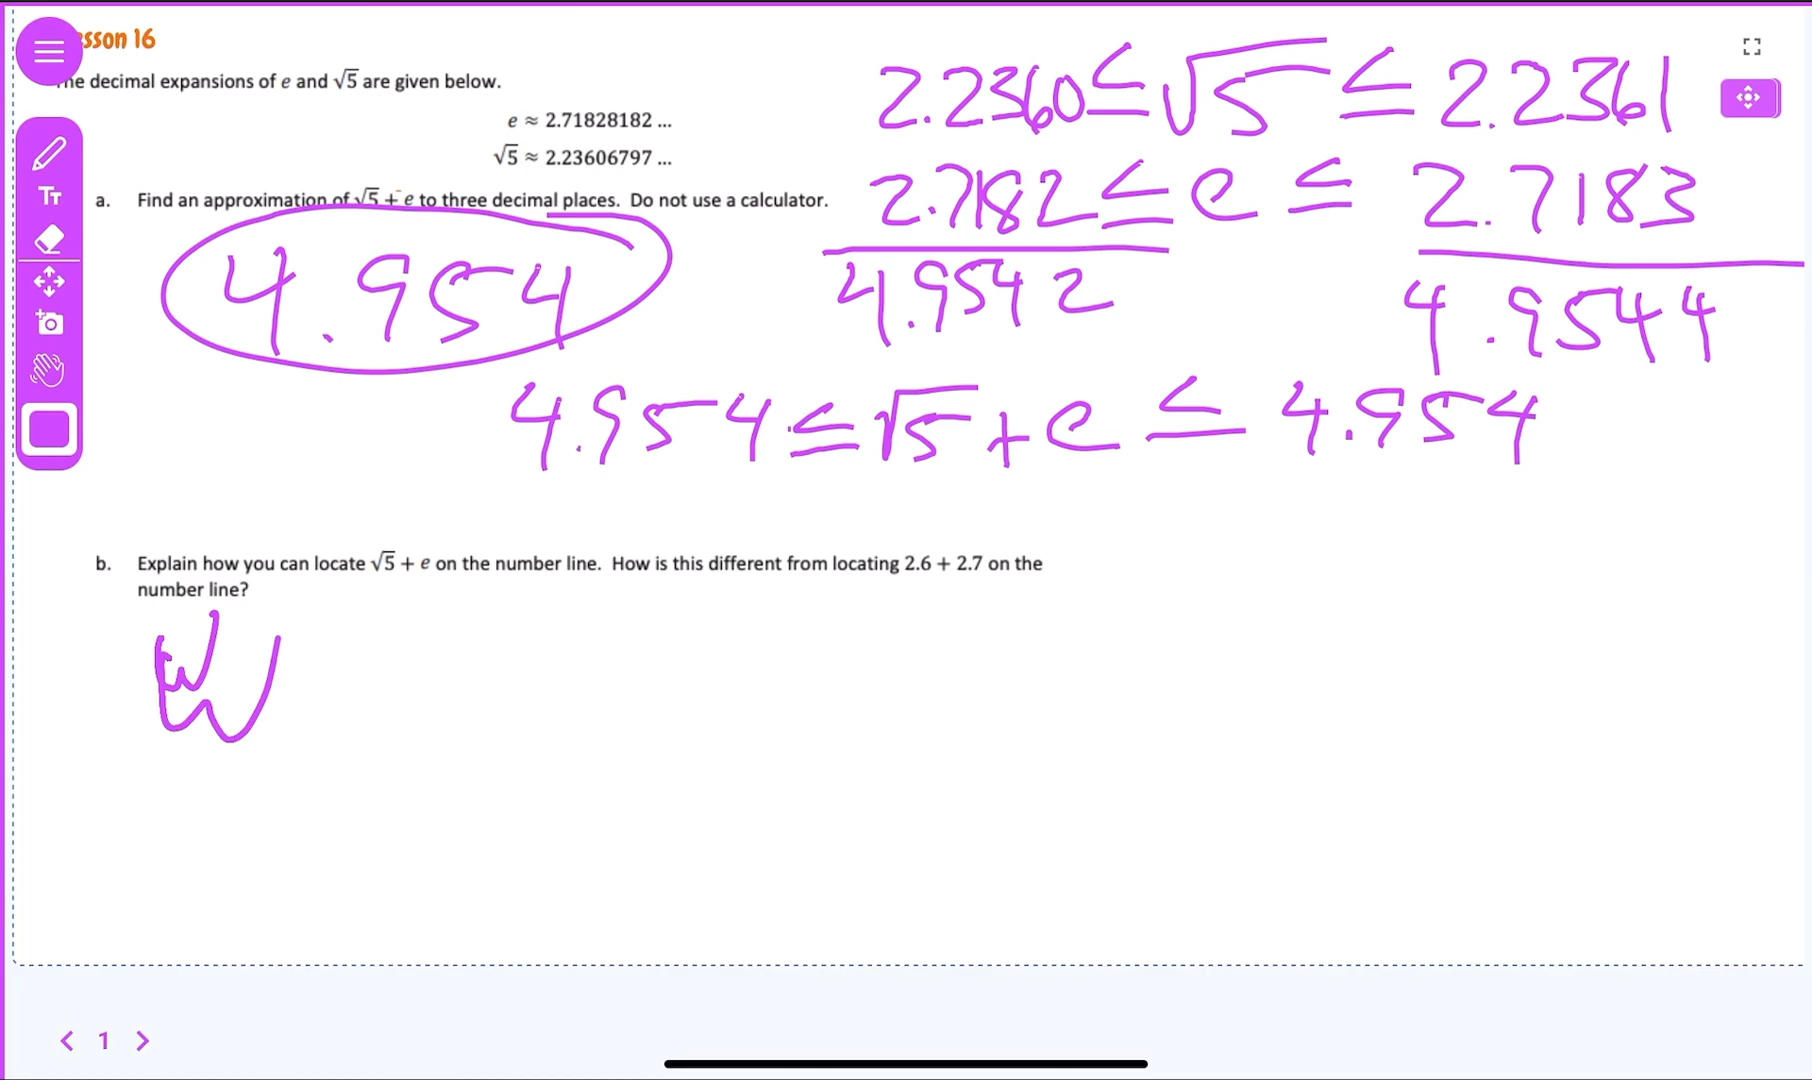 sson 16
he decimal expansions of e and √5 are given below.
e ≈ 2.71828182 ...
√5 ≈ 2.23606797 ...
a. Find an approximation of √5 + e to three decimal places. Do not use a calculator.
4.954
2.2360 ≤ √5 ≤ 2.2361
2.7182 ≤ e ≤ 2.7183
4.9542 4.9544
4.954 ≤ √5 + e ≤ 4.954
b. Explain how you can locate √5 + e on the number line. How is this different from locating 2.6 + 2.7 on the
number line?
TT
< 1 >